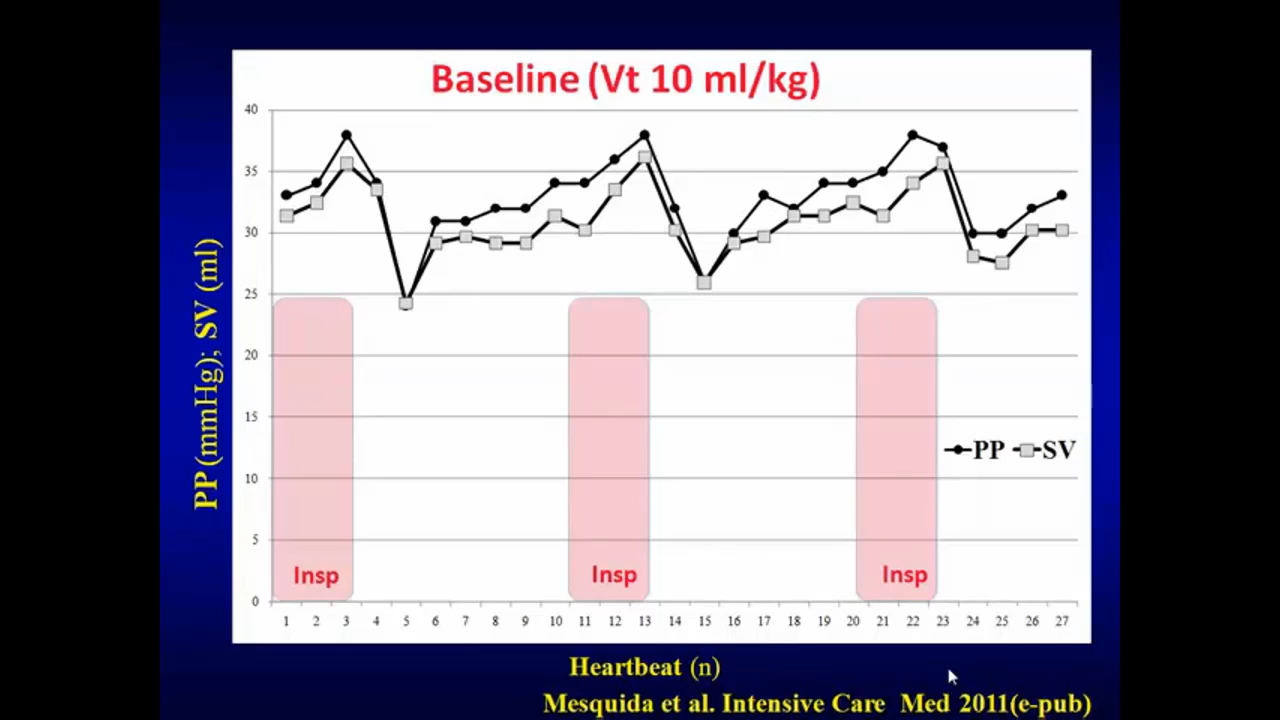 Baseline (Vt 10 ml/kg)
40
35
30
25
20
15
10
5
0
PP (mmHg); SV (ml)
PP SV
Insp Insp Insp
1 2 3 4 5 6 7 8 9 10 11 12 13 14 15 16 17 18 19 20 21 22 23 24 25 26 27
Heartbeat (n)
Mesquida et al. Intensive Care Med 2011(e-pub)